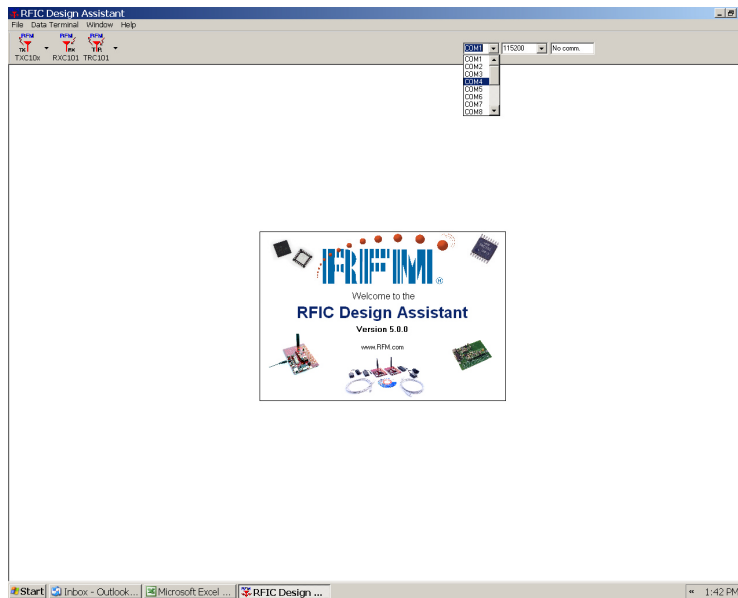 RFIC Design Assistant
File Data Terminal Window Help
RFM RFM RFM
TX RX T/R
TXC10x RXC101 TRC101
COM1 115200 No comm.
COM1
COM2
COM3
COM4
COM5
COM6
COM7
COM8
RFM®
Welcome to the
RFIC Design Assistant
Version 5.0.0
www.RFM.com
Start Inbox - Outlook... Microsoft Excel ... RFIC Design ... « 1:42 PM